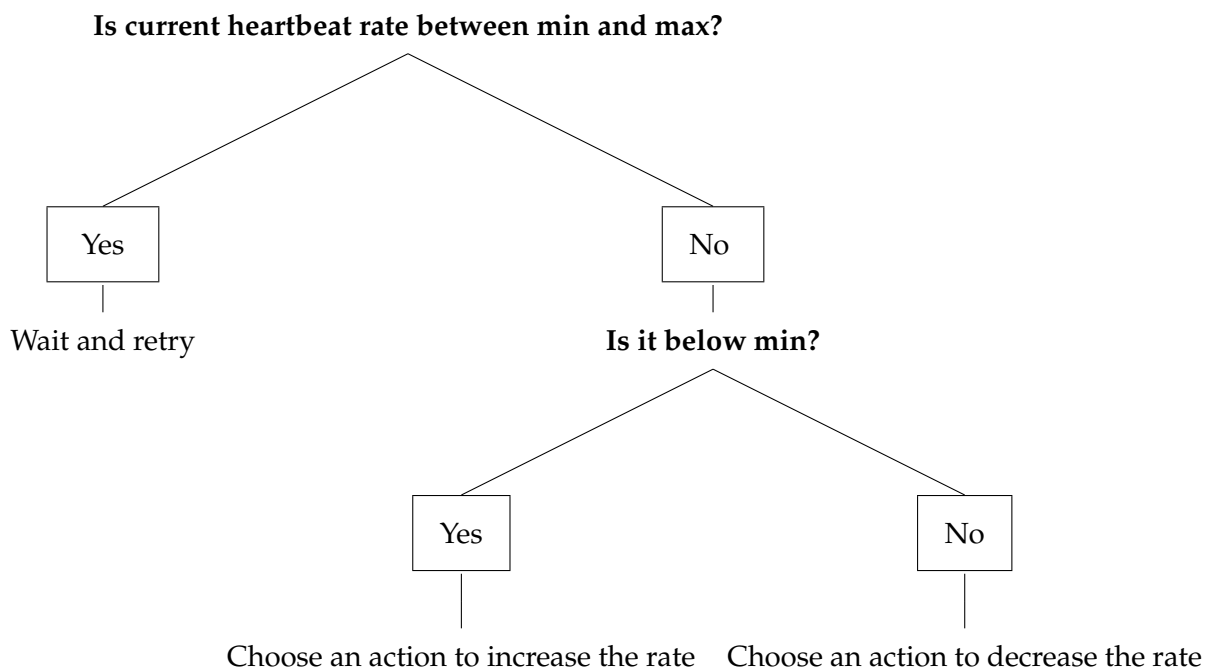 Is current heartbeat rate between min and max?
Yes
No
Wait and retry
Is it below min?
Yes
No
Choose an action to increase the rate
Choose an action to decrease the rate